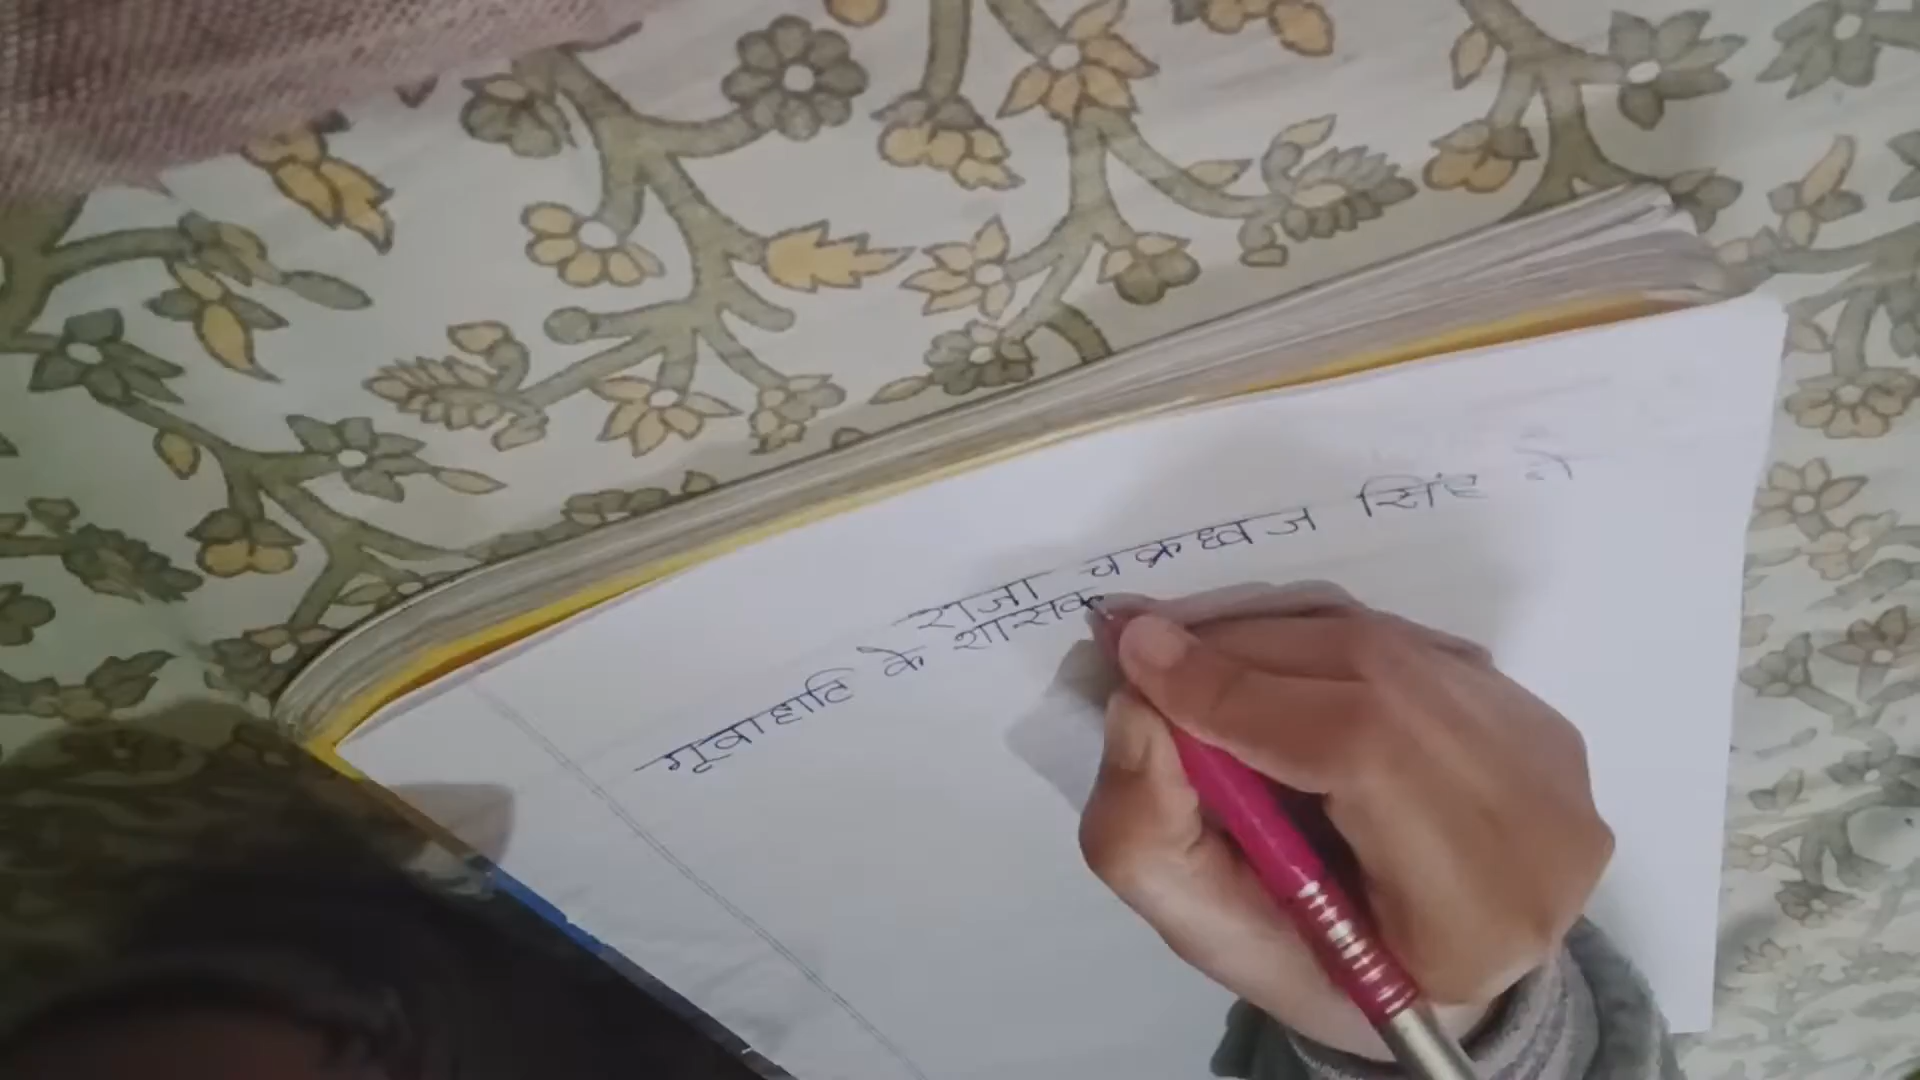 राजा चक्रध्वज सिंह ने
गूवाहाटि के शासक